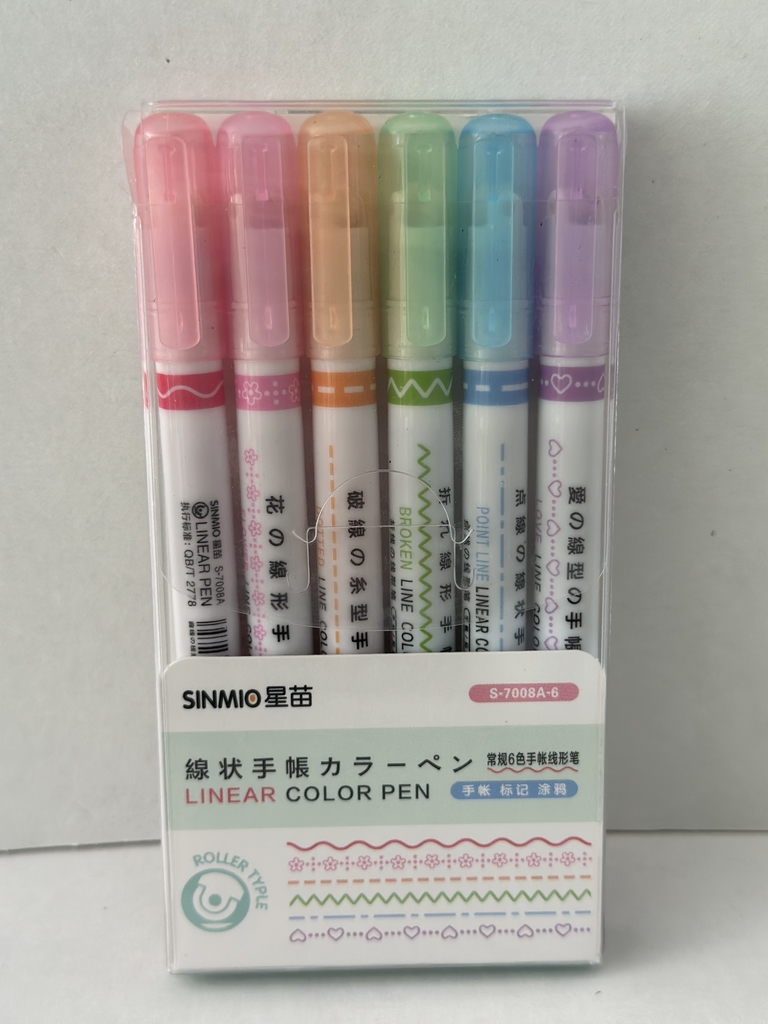 SINMIO 星苗 S-7008A
LINEAR PEN
执行标准：QB/T 2778
花の線形手
破線の糸型手
BROKEN LINE COL
POINT LINE LINEAR CO
点線の線状手
愛の線型の手帳
SINMIO星苗
S-7008A-6
線状手帳カラーペン
常规6色手帐线形笔
LINEAR COLOR PEN
手帐 标记 涂鸦
ROLLER TYPLE